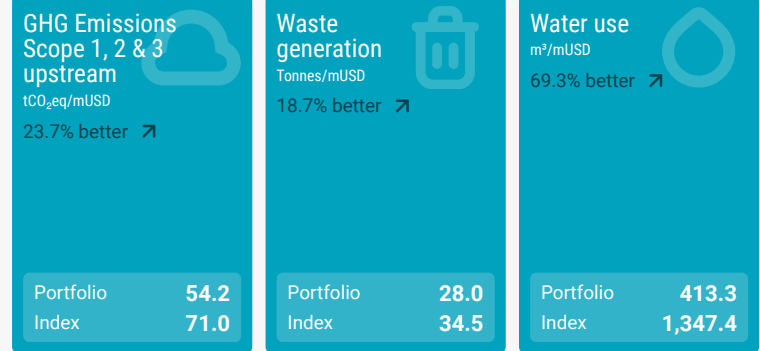 GHG Emissions
Scope 1, 2 & 3
upstream
tCO₂eq/mUSD
23.7% better
Portfolio 54.2
Index 71.0
Waste
generation
Tonnes/mUSD
18.7% better
Portfolio 28.0
Index 34.5
Water use
m³/mUSD
69.3% better
Portfolio 413.3
Index 1,347.4